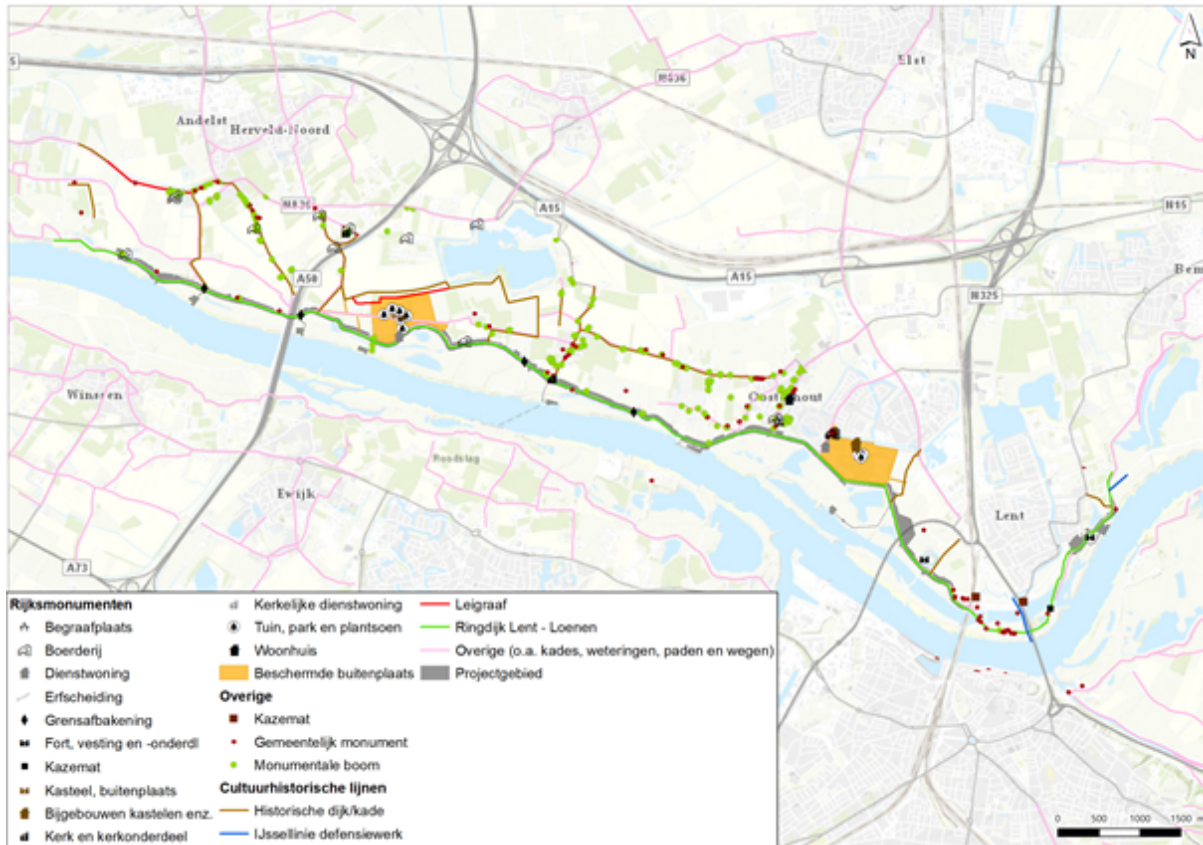 N
Elst
N836
Andelst
Herveld-Noord
A15
N15
N836
A15
Bem
A50
N325
Winssen
Oosterhout
Roodslag
Ewijk
Lent
A73
Rijksmonumenten
Begraafplaats
Boerderij
Dienstwoning
Erfscheiding
Grensafbakening
Fort, vesting en -onderdl
Kazemat
Kasteel, buitenplaats
Bijgebouwen kastelen enz.
Kerk en kerkonderdeel
Kerkelijke dienstwoning
Tuin, park en plantsoen
Woonhuis
Beschermde buitenplaats
Overige
Kazemat
Gemeentelijk monument
Monumentale boom
Cultuurhistorische lijnen
Historische dijk/kade
IJssellinie defensiewerk
Leigraaf
Ringdijk Lent - Loenen
Overige (o.a. kades, weteringen, paden en wegen)
Projectgebied
0 500 1000 1500 m